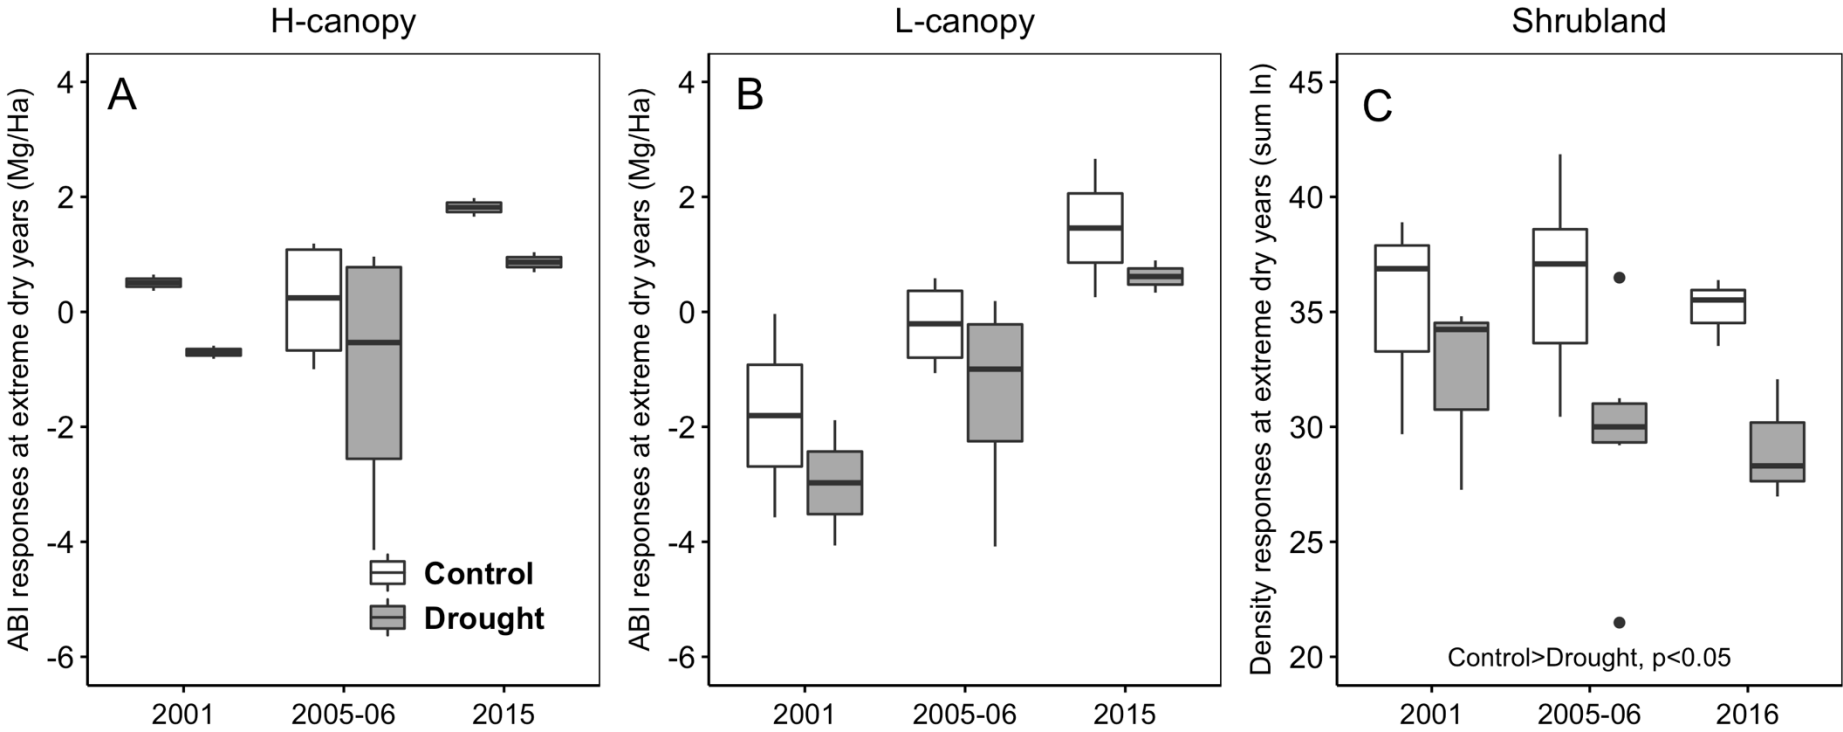 H-canopy
L-canopy
Shrubland
ABI responses at extreme dry years (Mg/Ha)
4
2
0
-2
-4
-6
A
Control
Drought
2001
2005-06
2015
ABI responses at extreme dry years (Mg/Ha)
4
2
0
-2
-4
-6
B
2001
2005-06
2015
Density responses at extreme dry years (sum ln)
45
40
35
30
25
20
C
Control>Drought, p<0.05
2001
2005-06
2016